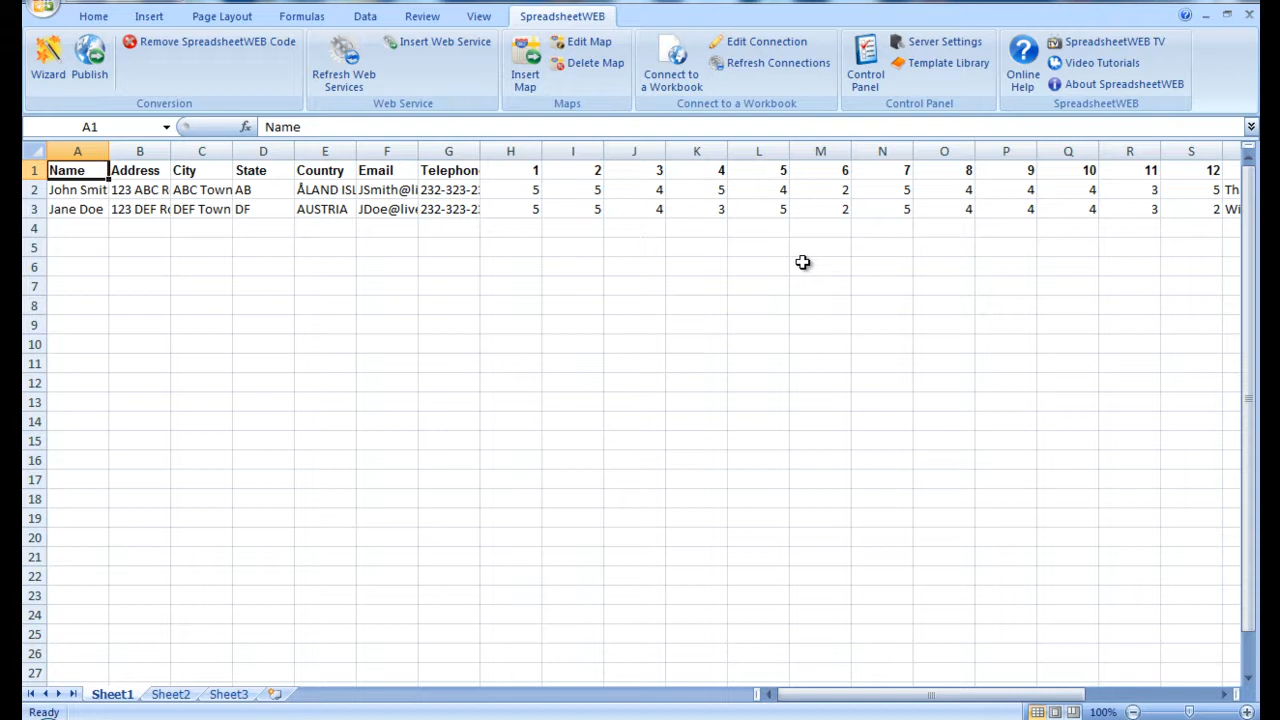 Home Insert Page Layout Formulas Data Review View SpreadsheetWEB
Wizard
Publish
Remove SpreadsheetWEB Code
Conversion
Refresh Web
Services
Insert Web Service
Web Service
Insert
Map
Edit Map
Delete Map
Maps
Connect to
a Workbook
Edit Connection
Refresh Connections
Connect to a Workbook
Control
Panel
Server Settings
Template Library
Control Panel
Online
Help
SpreadsheetWEB TV
Video Tutorials
About SpreadsheetWEB
SpreadsheetWEB
A1 fx Name
A B C D E F G H I J K L M N O P Q R S
1 Name Address City State Country Email Telephon 1 2 3 4 5 6 7 8 9 10 11 12
2 John Smit 123 ABC R ABC Town AB ÅLAND ISL JSmith@li 232-323-23 5 5 4 5 4 2 5 4 4 4 3 5 Th
3 Jane Doe 123 DEF Ro DEF Town DF AUSTRIA JDoe@live 232-323-23 5 5 4 3 5 2 5 4 4 4 3 2 Wi
4
5
6
7
8
9
10
11
12
13
14
15
16
17
18
19
20
21
22
23
24
25
26
27
Sheet1 Sheet2 Sheet3
Ready 100%